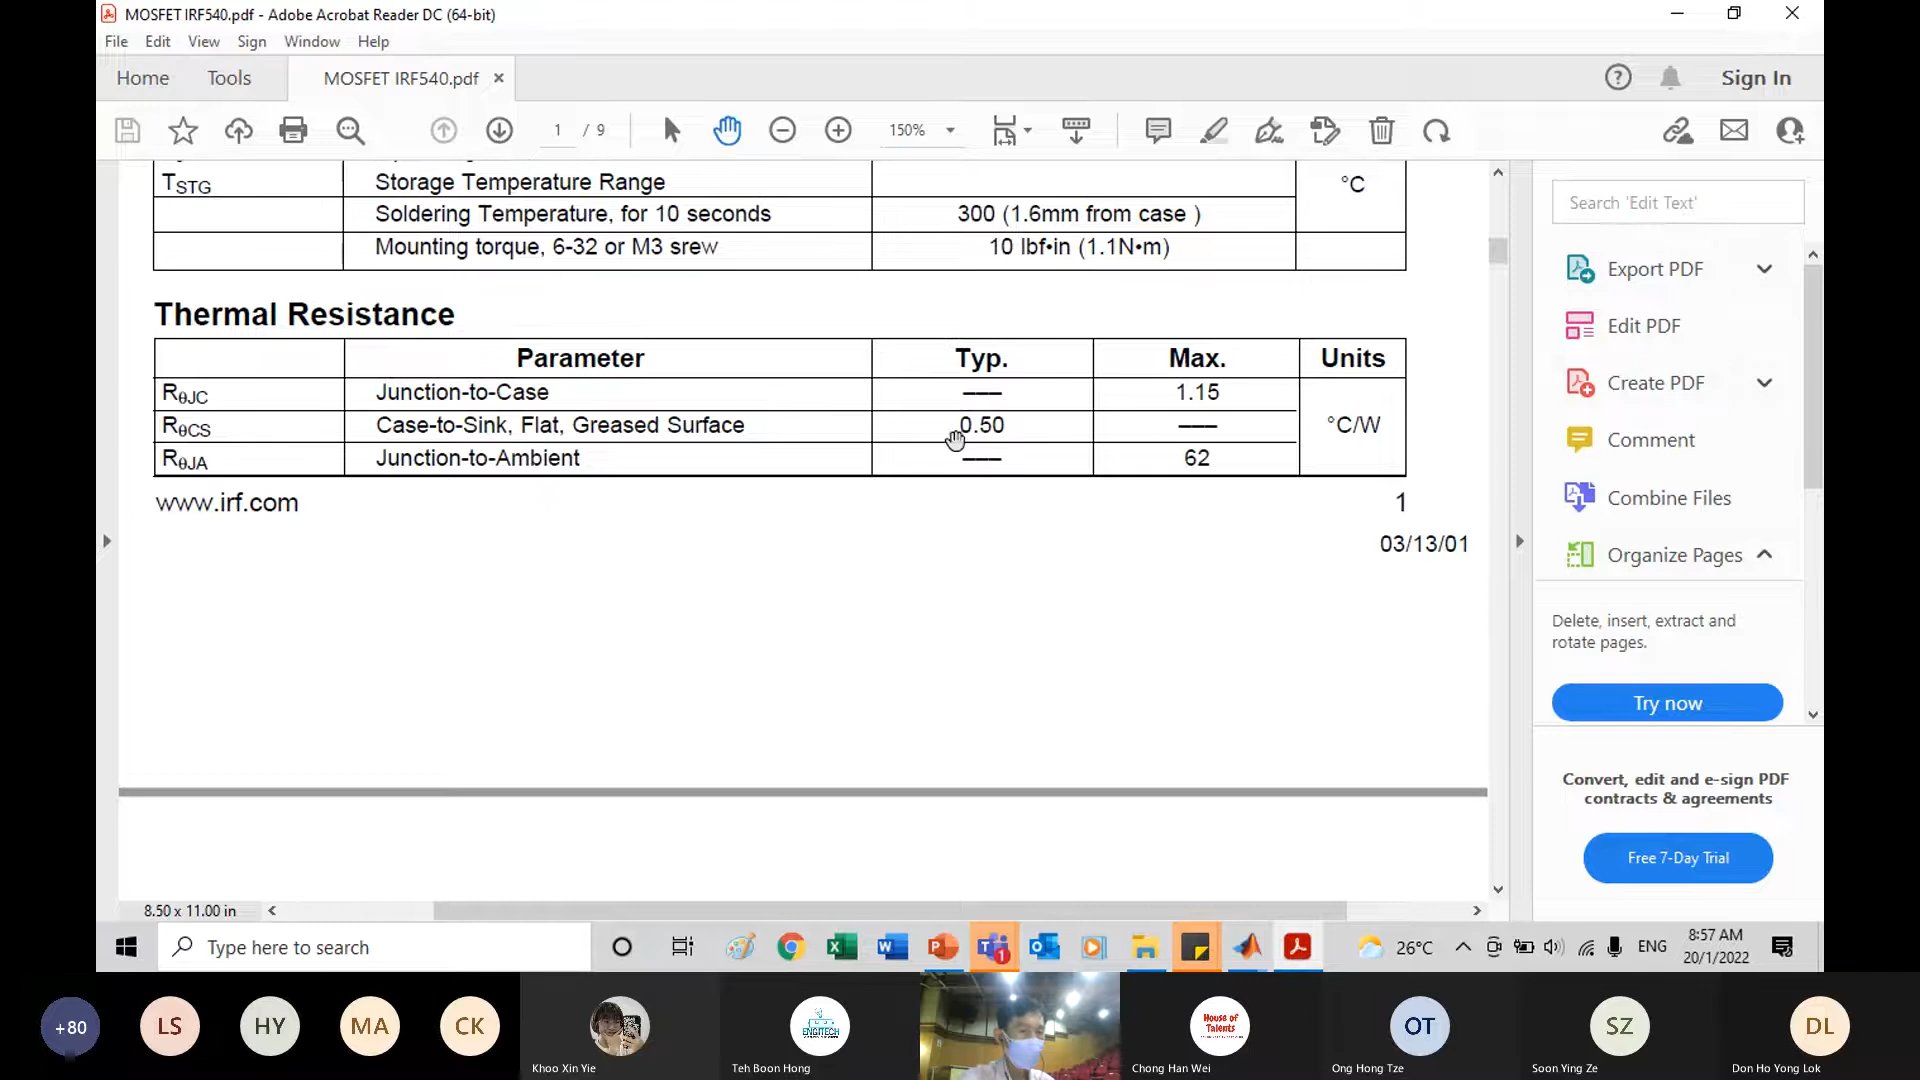 MOSFET IRF540.pdf - Adobe Acrobat Reader DC (64-bit)
File Edit View Sign Window Help
Home Tools MOSFET IRF540.pdf × Sign In
1 / 9 150%
TSTG Storage Temperature Range °C
Soldering Temperature, for 10 seconds 300 (1.6mm from case )
Mounting torque, 6-32 or M3 srew 10 lbf•in (1.1N•m)
Thermal Resistance
Parameter Typ. Max. Units
RθJC Junction-to-Case ––– 1.15
RθCS Case-to-Sink, Flat, Greased Surface 0.50 ––– °C/W
RθJA Junction-to-Ambient ––– 62
www.irf.com 1
03/13/01
8.50 x 11.00 in
Search 'Edit Text'
Export PDF
Edit PDF
Create PDF
Comment
Combine Files
Organize Pages
Delete, insert, extract and
rotate pages.
Try now
Convert, edit and e-sign PDF
contracts & agreements
Free 7-Day Trial
Type here to search
1
26°C ENG 8:57 AM
20/1/2022
+80 LS HY MA CK
ENGITECH
House of
Talents
OT SZ DL
Khoo Xin Yie Teh Boon Hong Chong Han Wei Ong Hong Tze Soon Ying Ze Don Ho Yong Lok